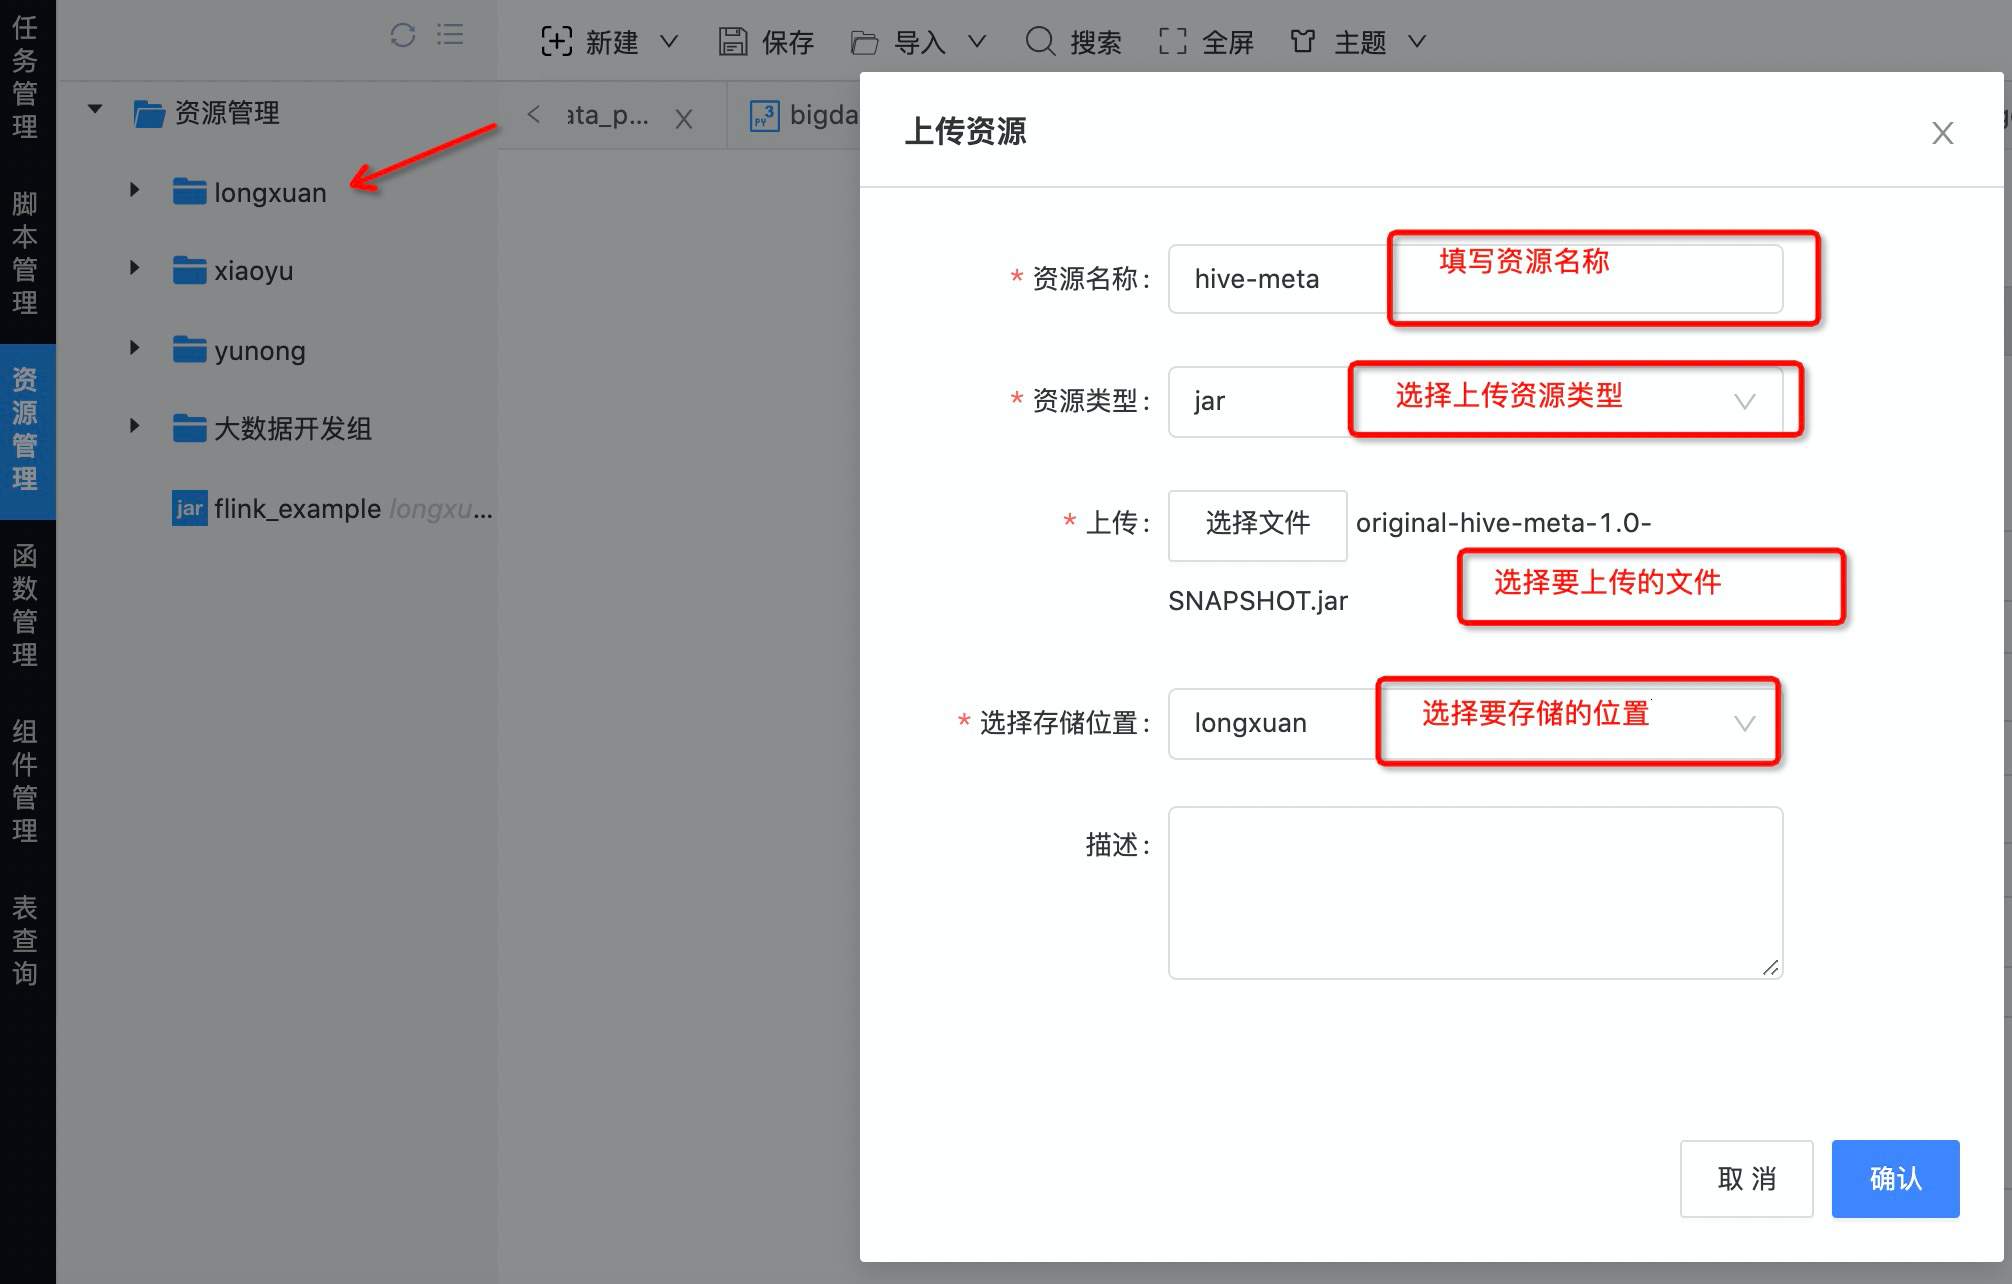 任务管理
脚本管理
资源管理
函数管理
组件管理
表查询
新建
保存
导入
搜索
全屏
主题
资源管理
longxuan
xiaoyu
yunong
大数据开发组
jar flink_example longxu...
ata_p...
PY 3 bigda
上传资源
* 资源名称: hive-meta 填写资源名称
* 资源类型: jar 选择上传资源类型
* 上传: 选择文件 original-hive-meta-1.0-
SNAPSHOT.jar 选择要上传的文件
* 选择存储位置: longxuan 选择要存储的位置
描述:
取 消
确认